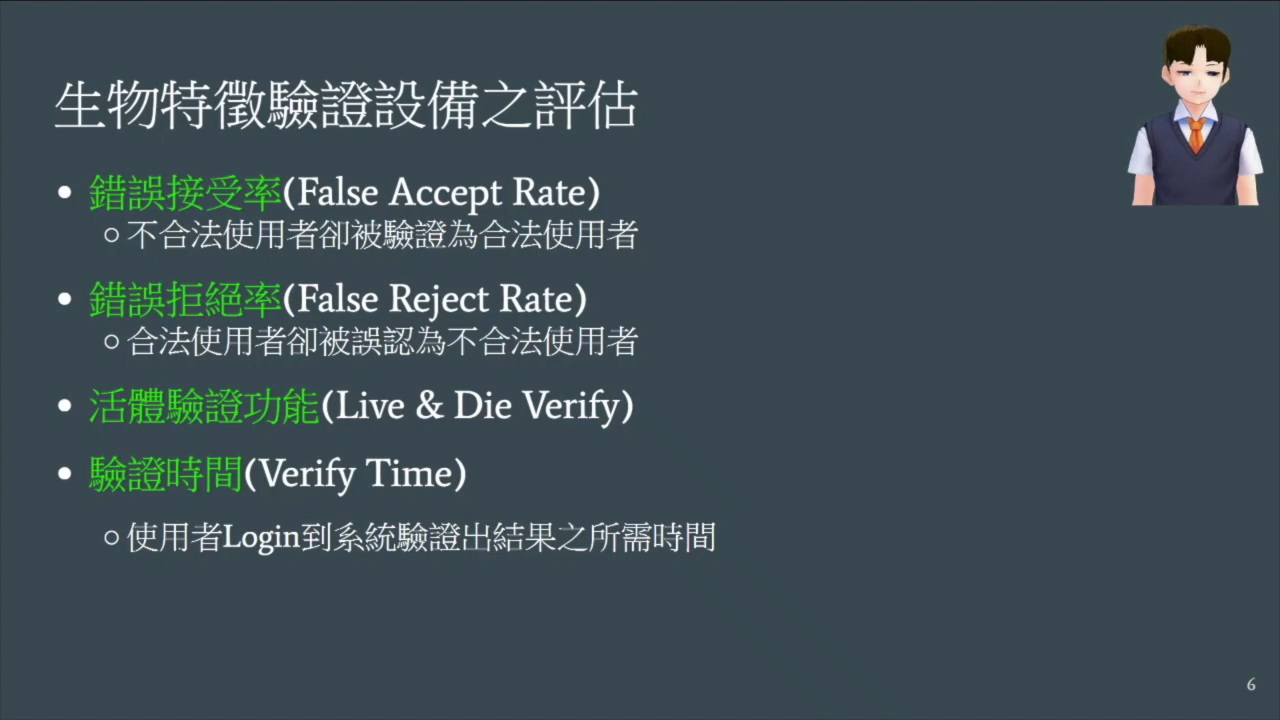 生物特徵驗證設備之評估
• 錯誤接受率(False Accept Rate)
○ 不合法使用者卻被驗證為合法使用者
• 錯誤拒絕率(False Reject Rate)
○ 合法使用者卻被誤認為不合法使用者
• 活體驗證功能(Live & Die Verify)
• 驗證時間(Verify Time)
○ 使用者Login到系統驗證出結果之所需時間
6